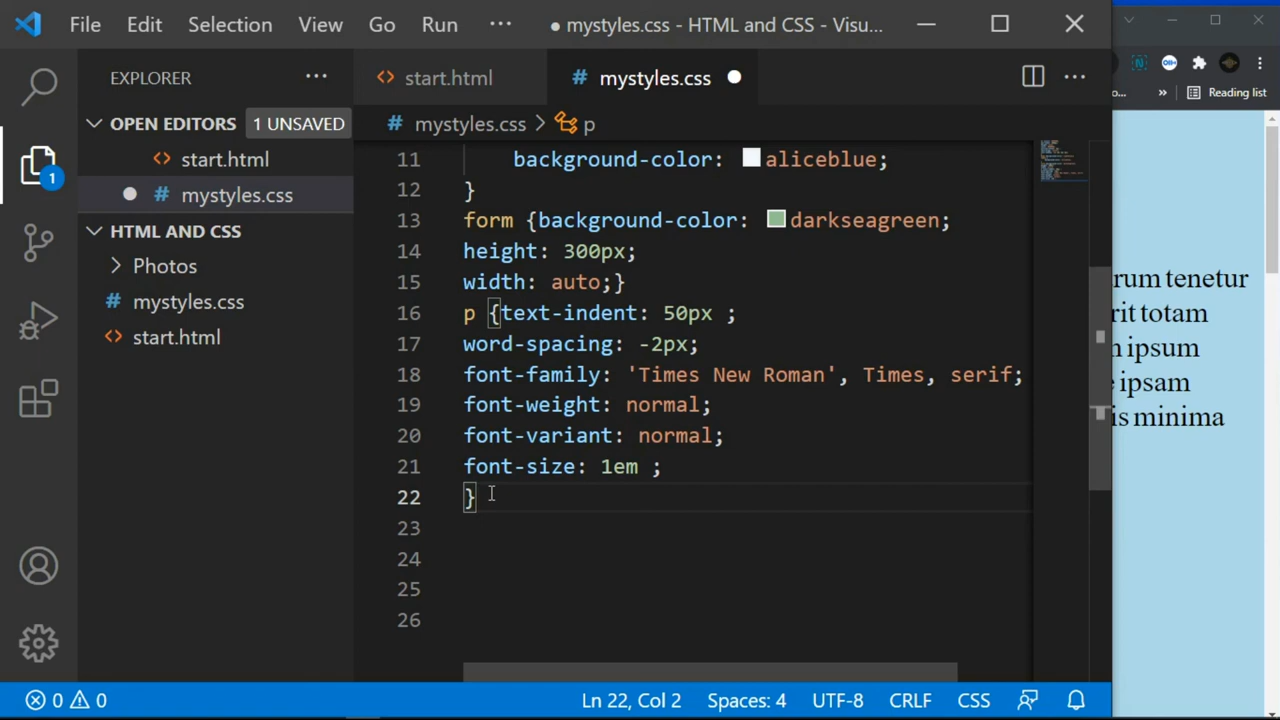 File Edit Selection View Go Run ··· ● mystyles.css - HTML and CSS - Visu...
EXPLORER ···
start.html
# mystyles.css
OPEN EDITORS 1 UNSAVED
start.html
# mystyles.css
HTML AND CSS
Photos
# mystyles.css
start.html
1
# mystyles.css > p
11 background-color: aliceblue;
12 }
13 form {background-color: darkseagreen;
14 height: 300px;
15 width: auto;}
16 p {text-indent: 50px ;
17 word-spacing: -2px;
18 font-family: 'Times New Roman', Times, serif;
19 font-weight: normal;
20 font-variant: normal;
21 font-size: 1em ;
22 }
23
24
25
26
0 0 Ln 22, Col 2 Spaces: 4 UTF-8 CRLF CSS
o... » Reading list
rum tenetur
rit totam
n ipsum
e ipsam
is minima